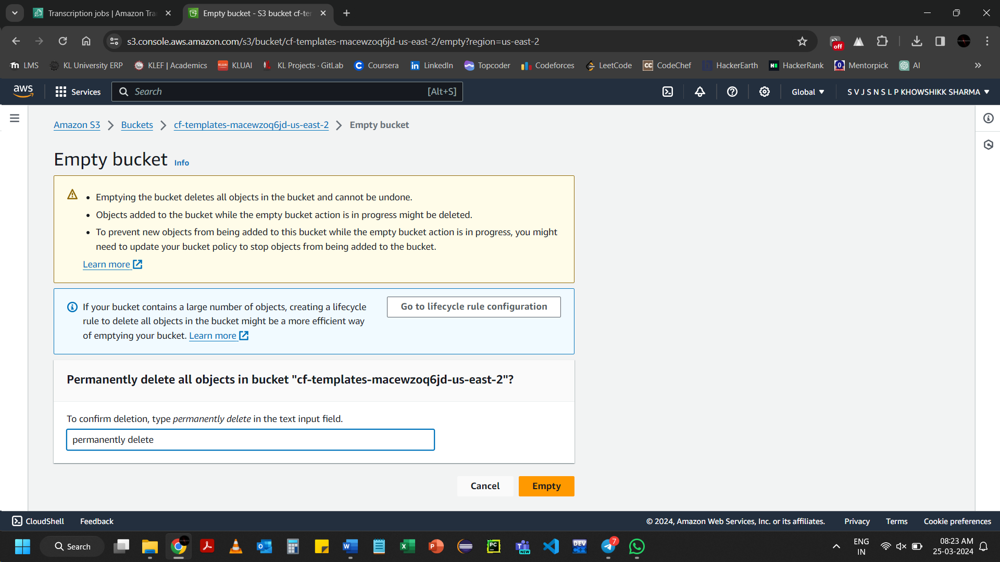 Transcription jobs | Amazon Tra
Empty bucket - S3 bucket cf-te
s3.console.aws.amazon.com/s3/bucket/cf-templates-macewzoq6jd-us-east-2/empty?region=us-east-2
off
LMS
KL University ERP
KLEF | Academics
KLUAI
KLUAI
KL Projects · GitLab
Coursera
LinkedIn
Topcoder
Codeforces
LeetCode
CodeChef
HackerEarth
HackerRank
Mentorpick
AI
aws
Services
Search
[Alt+S]
Global
S V J S N S L P KHOWSHIKK SHARMA
Amazon S3
Buckets
cf-templates-macewzoq6jd-us-east-2
Empty bucket
Empty bucket
Info
• Emptying the bucket deletes all objects in the bucket and cannot be undone.
• Objects added to the bucket while the empty bucket action is in progress might be deleted.
• To prevent new objects from being added to this bucket while the empty bucket action is in progress, you might
need to update your bucket policy to stop objects from being added to the bucket.
Learn more
If your bucket contains a large number of objects, creating a lifecycle
rule to delete all objects in the bucket might be a more efficient way
of emptying your bucket. Learn more
Go to lifecycle rule configuration
Permanently delete all objects in bucket "cf-templates-macewzoq6jd-us-east-2"?
To confirm deletion, type permanently delete in the text input field.
permanently delete
Cancel
Empty
CloudShell
Feedback
© 2024, Amazon Web Services, Inc. or its affiliates.
Privacy
Terms
Cookie preferences
Search
PC
NEW
DEV
7
ENG
IN
08:23 AM
25-03-2024